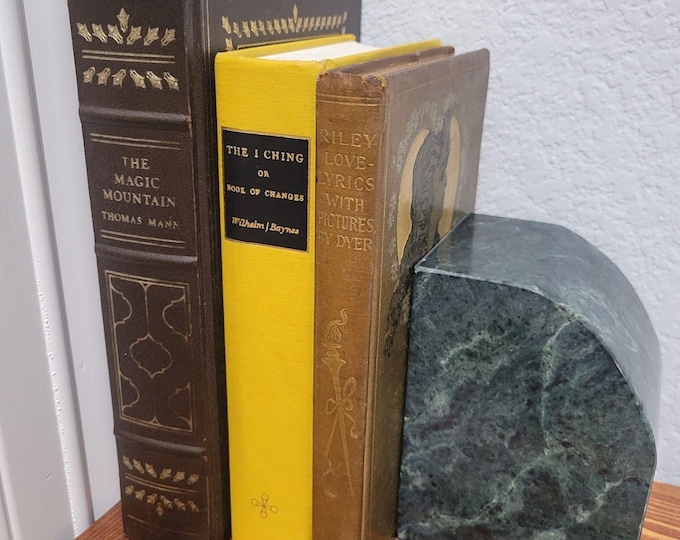 THE
MAGIC
MOUNTAIN
THOMAS MANN
THE I CHING
OR
BOOK OF CHANGES
Wilhelm / Baynes
RILEY
LOVE-
LYRICS
WITH
PICTURES
BY DYER